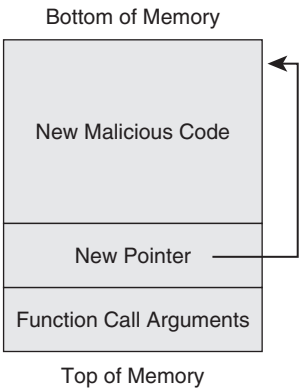 Bottom of Memory
New Malicious Code
New Pointer
Function Call Arguments
Top of Memory